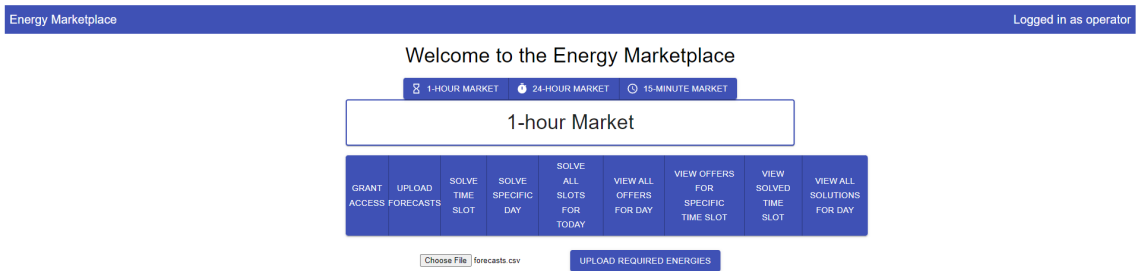 Energy Marketplace
Logged in as operator
Welcome to the Energy Marketplace
1-HOUR MARKET
24-HOUR MARKET
15-MINUTE MARKET
1-hour Market
GRANT
ACCESS
UPLOAD
FORECASTS
SOLVE
TIME
SLOT
SOLVE
SPECIFIC
DAY
SOLVE
ALL
SLOTS
FOR
TODAY
VIEW ALL
OFFERS
FOR DAY
VIEW OFFERS
FOR
SPECIFIC
TIME SLOT
VIEW
SOLVED
TIME
SLOT
VIEW ALL
SOLUTIONS
FOR DAY
Choose File forecasts.csv
UPLOAD REQUIRED ENERGIES